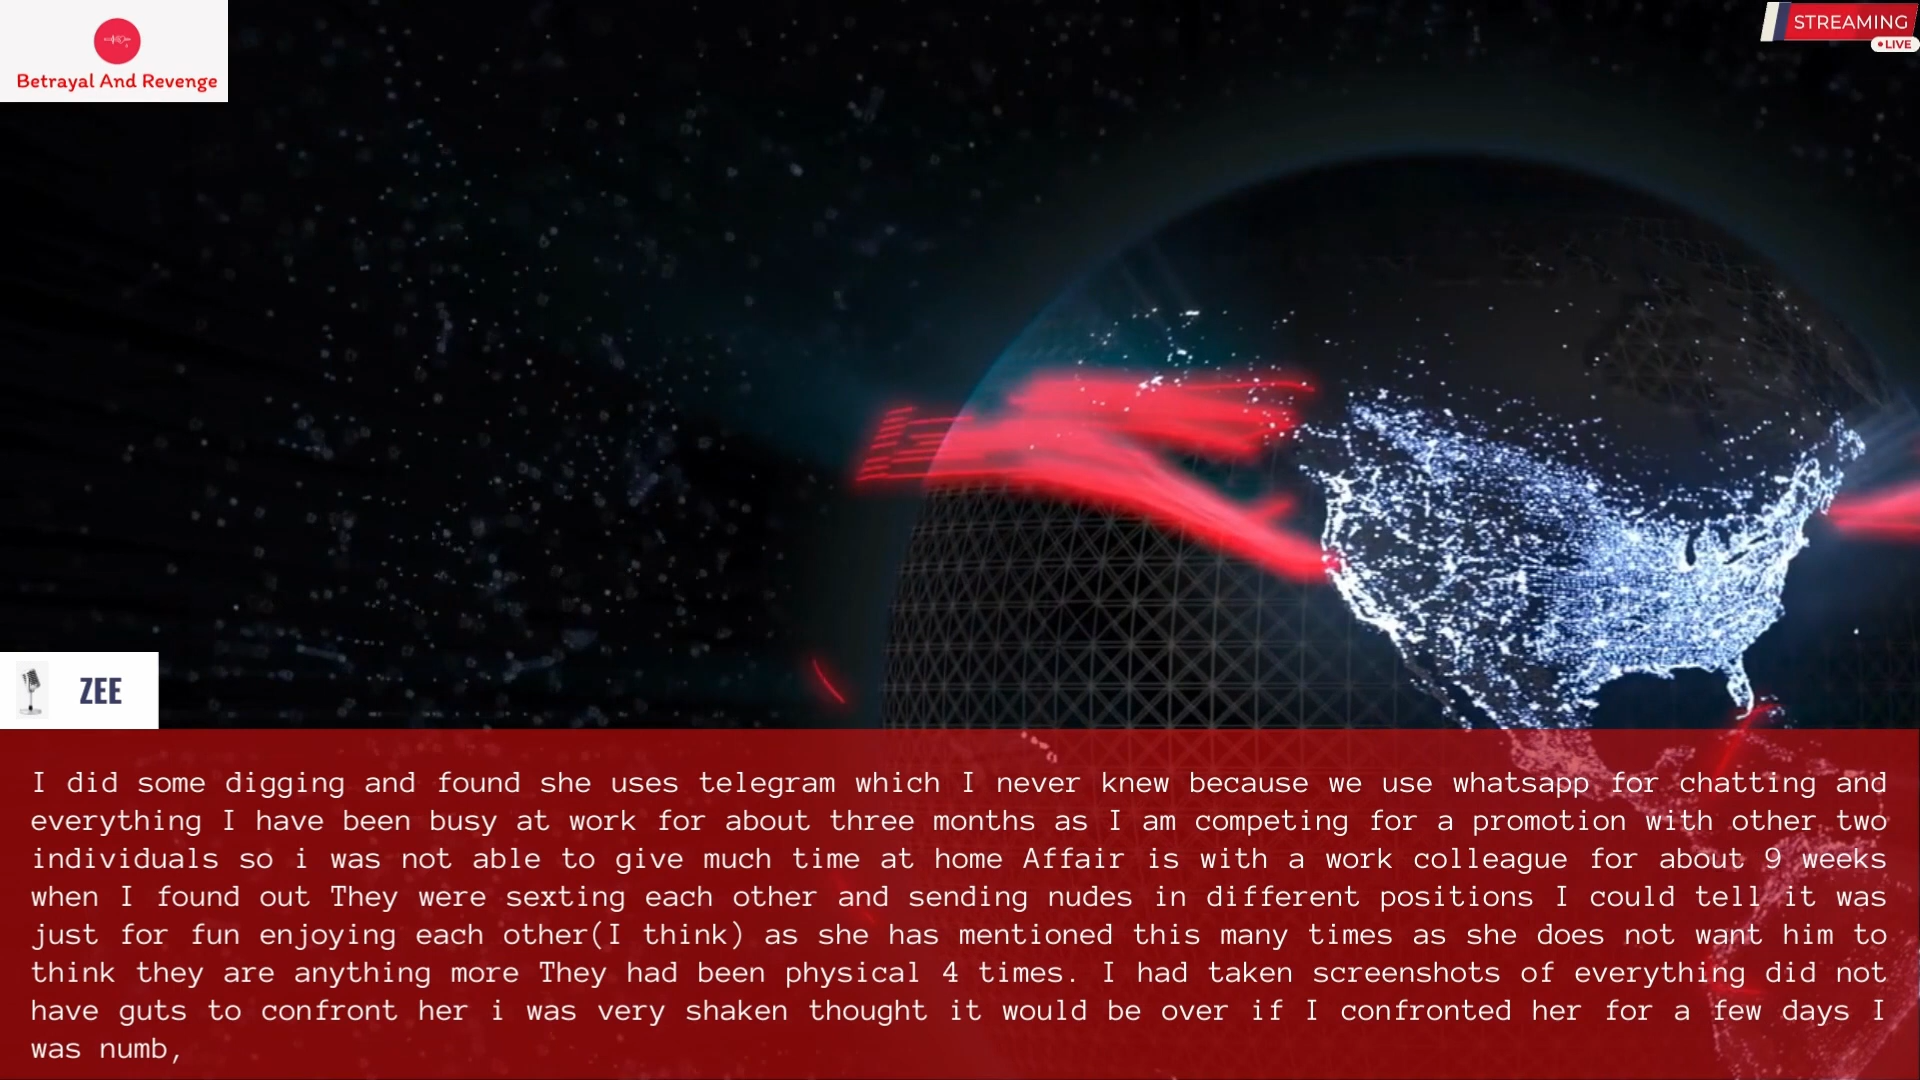 Betrayal And Revenge
STREAMING
LIVE
ZEE
I did some digging and found she uses telegram which I never knew because we use whatsapp for chatting and
everything I have been busy at work for about three months as I am competing for a promotion with other two
individuals so i was not able to give much time at home Affair is with a work colleague for about 9 weeks
when I found out They were sexting each other and sending nudes in different positions I could tell it was
just for fun enjoying each other(I think) as she has mentioned this many times as she does not want him to
think they are anything more They had been physical 4 times. I had taken screenshots of everything did not
have guts to confront her i was very shaken thought it would be over if I confronted her for a few days I
was numb,